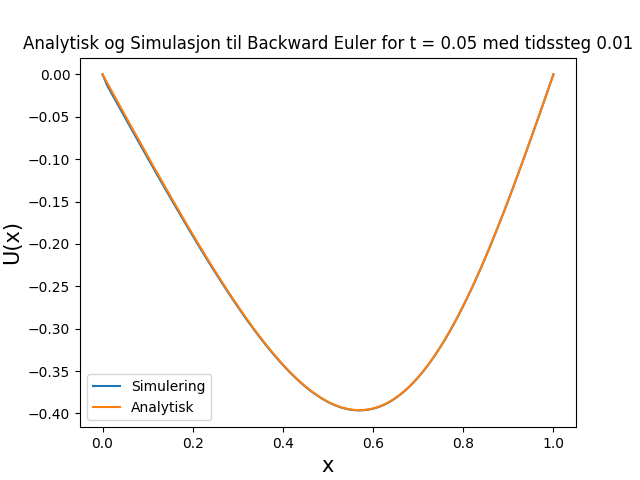 Analytisk og Simulasjon til Backward Euler for t = 0.05 med tidssteg 0.01
0.00
−0.05
−0.10
−0.15
−0.20
−0.25
−0.30
−0.35
−0.40
U(x)
Simulering
Analytisk
0.0 0.2 0.4 0.6 0.8 1.0
x